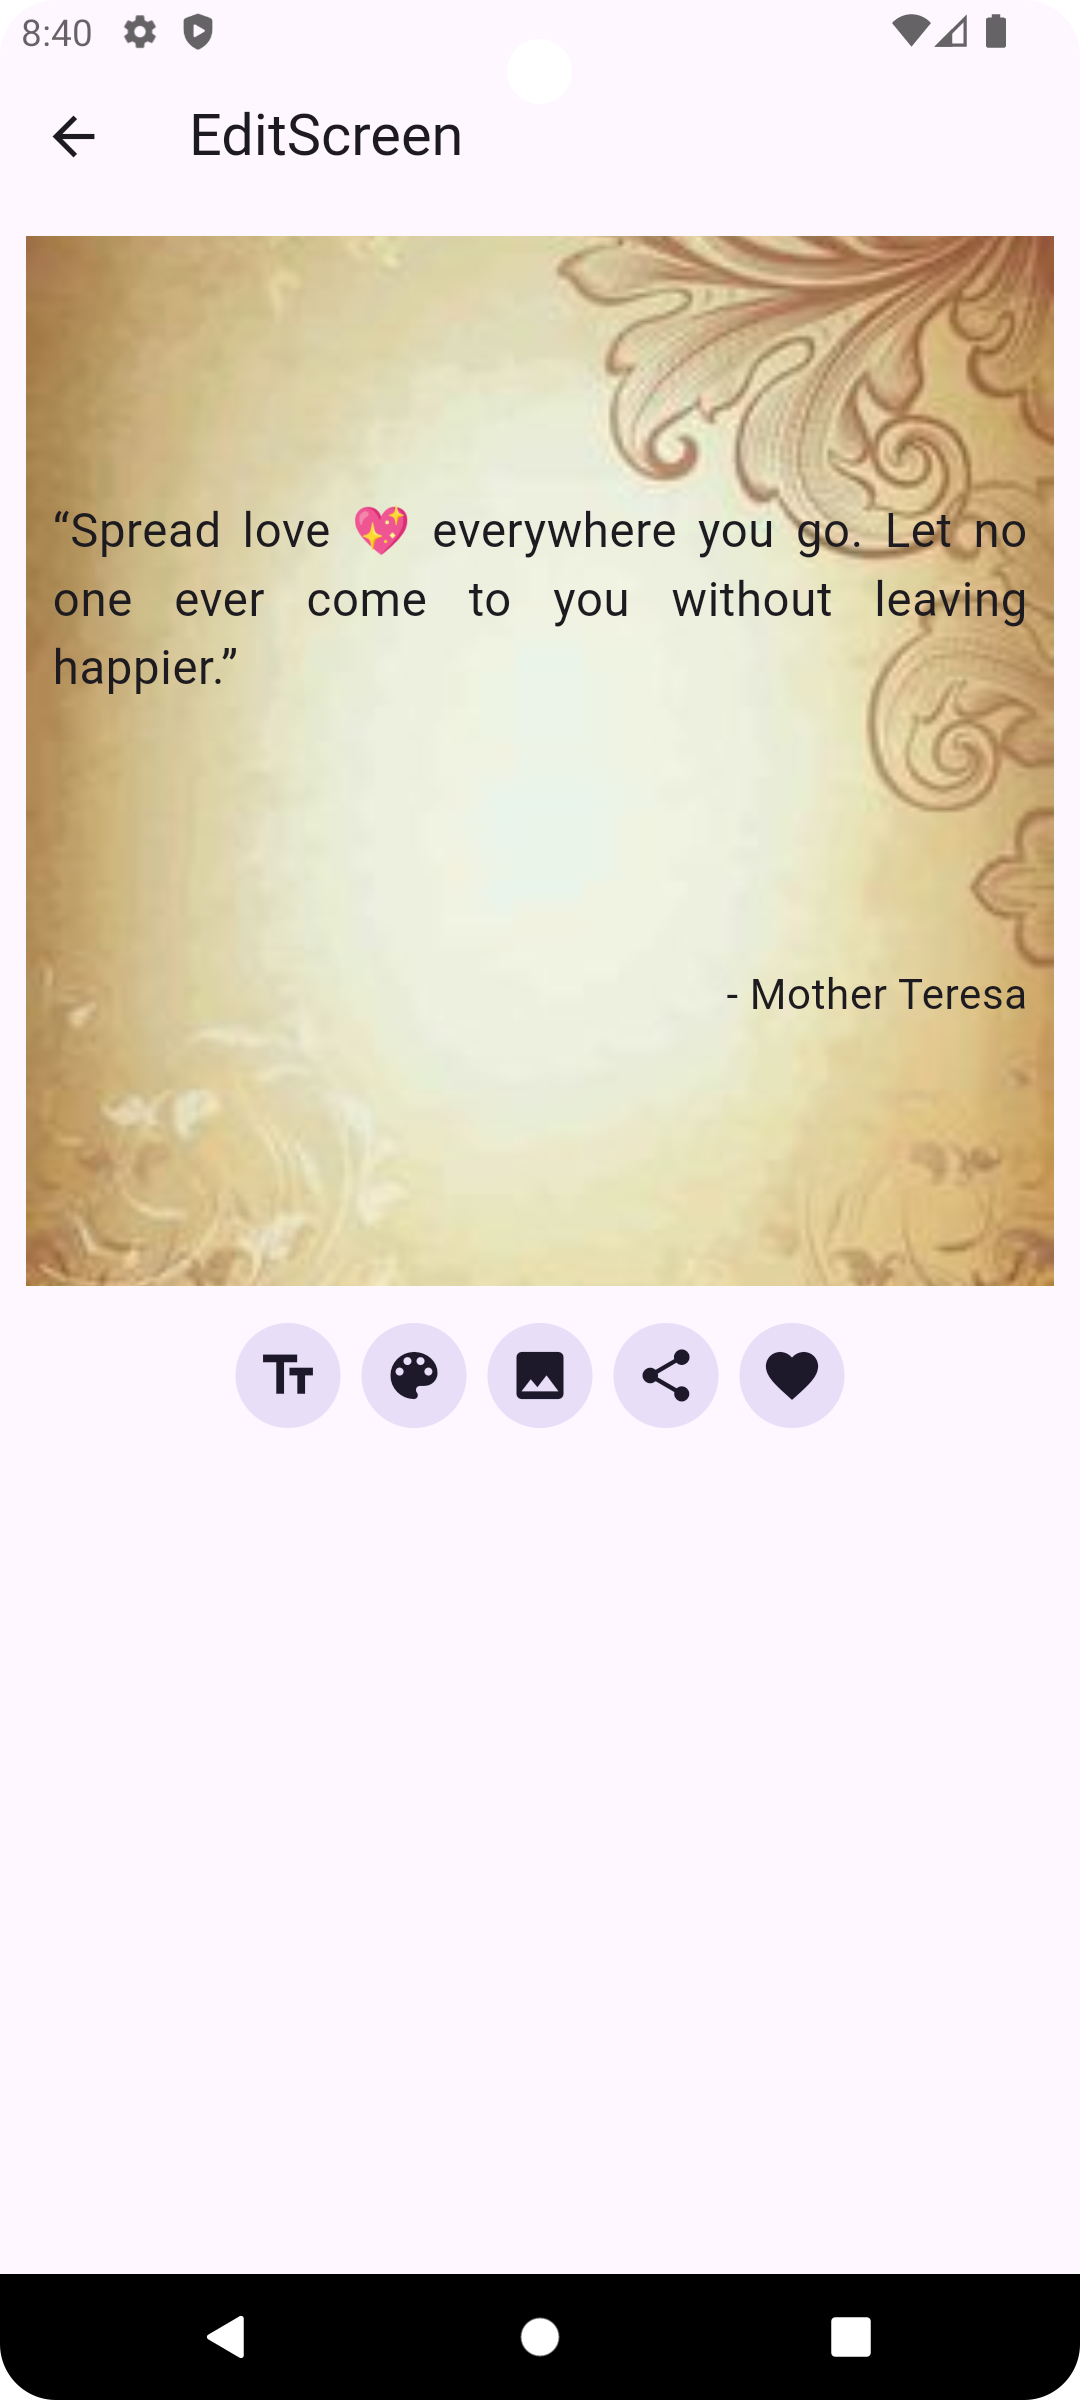 8:40
EditScreen
“Spread love 💖 everywhere you go. Let no
one ever come to you without leaving
happier.”
- Mother Teresa